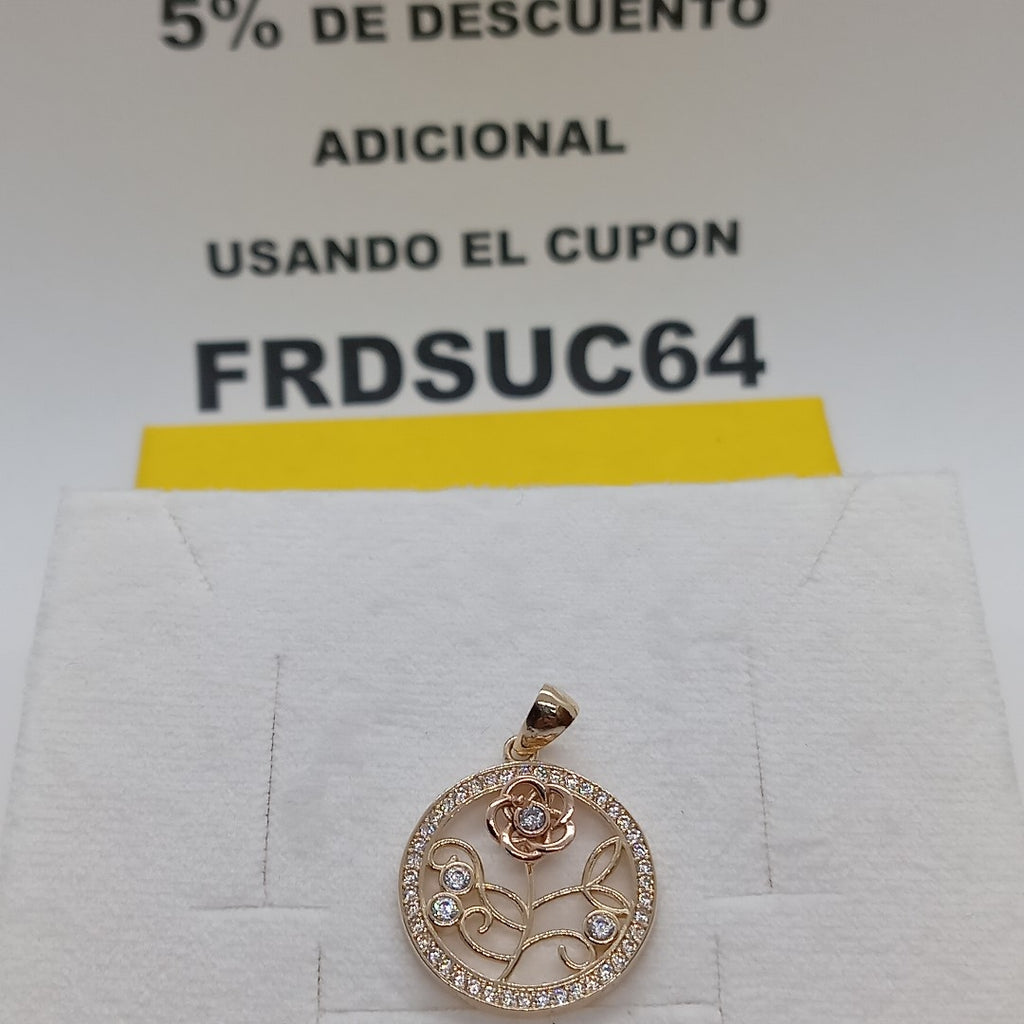 5% DE DESCUENTO
ADICIONAL
USANDO EL CUPON
FRDSUC64